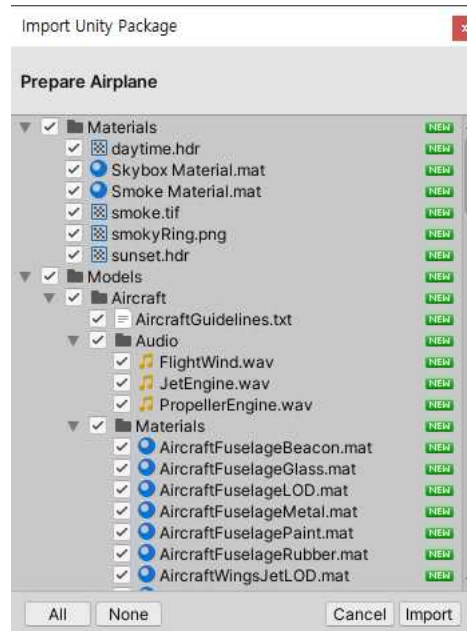 Import Unity Package
Prepare Airplane
Materials NEW
daytime.hdr NEW
Skybox Material.mat NEW
Smoke Material.mat NEW
smoke.tif NEW
smokyRing.png NEW
sunset.hdr NEW
Models NEW
Aircraft NEW
AircraftGuidelines.txt NEW
Audio NEW
FlightWind.wav NEW
JetEngine.wav NEW
PropellerEngine.wav NEW
Materials NEW
AircraftFuselageBeacon.mat NEW
AircraftFuselageGlass.mat NEW
AircraftFuselageLOD.mat NEW
AircraftFuselageMetal.mat NEW
AircraftFuselagePaint.mat NEW
AircraftFuselageRubber.mat NEW
AircraftWingsJetLOD.mat NEW
All None Cancel Import